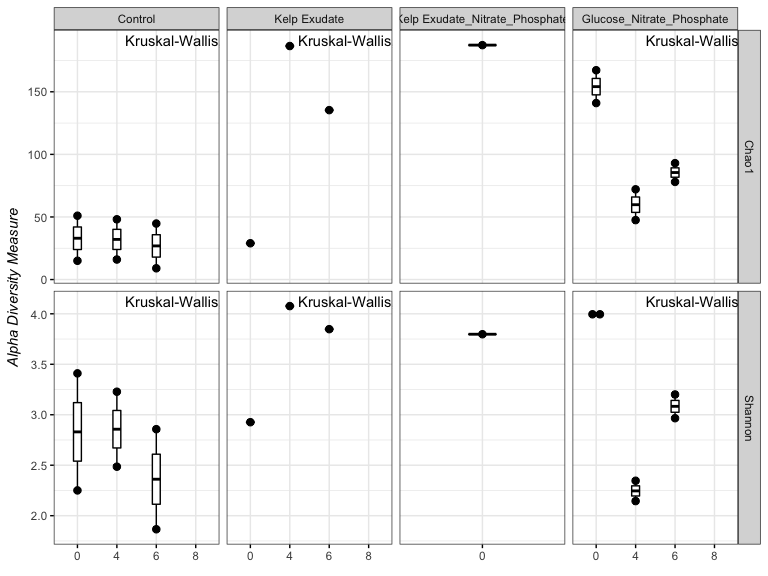 Control
Kelp Exudate
Kelp Exudate_Nitrate_Phosphate
Glucose_Nitrate_Phosphate
Kruskal-Wallis
Kruskal-Wallis
Kruskal-Wallis
150
100
50
0
Chao1
Kruskal-Wallis
Kruskal-Wallis
Kruskal-Wallis
4.0
3.5
3.0
2.5
2.0
Shannon
0 4 6 8
0 4 6 8
0
0 4 6 8
Alpha Diversity Measure